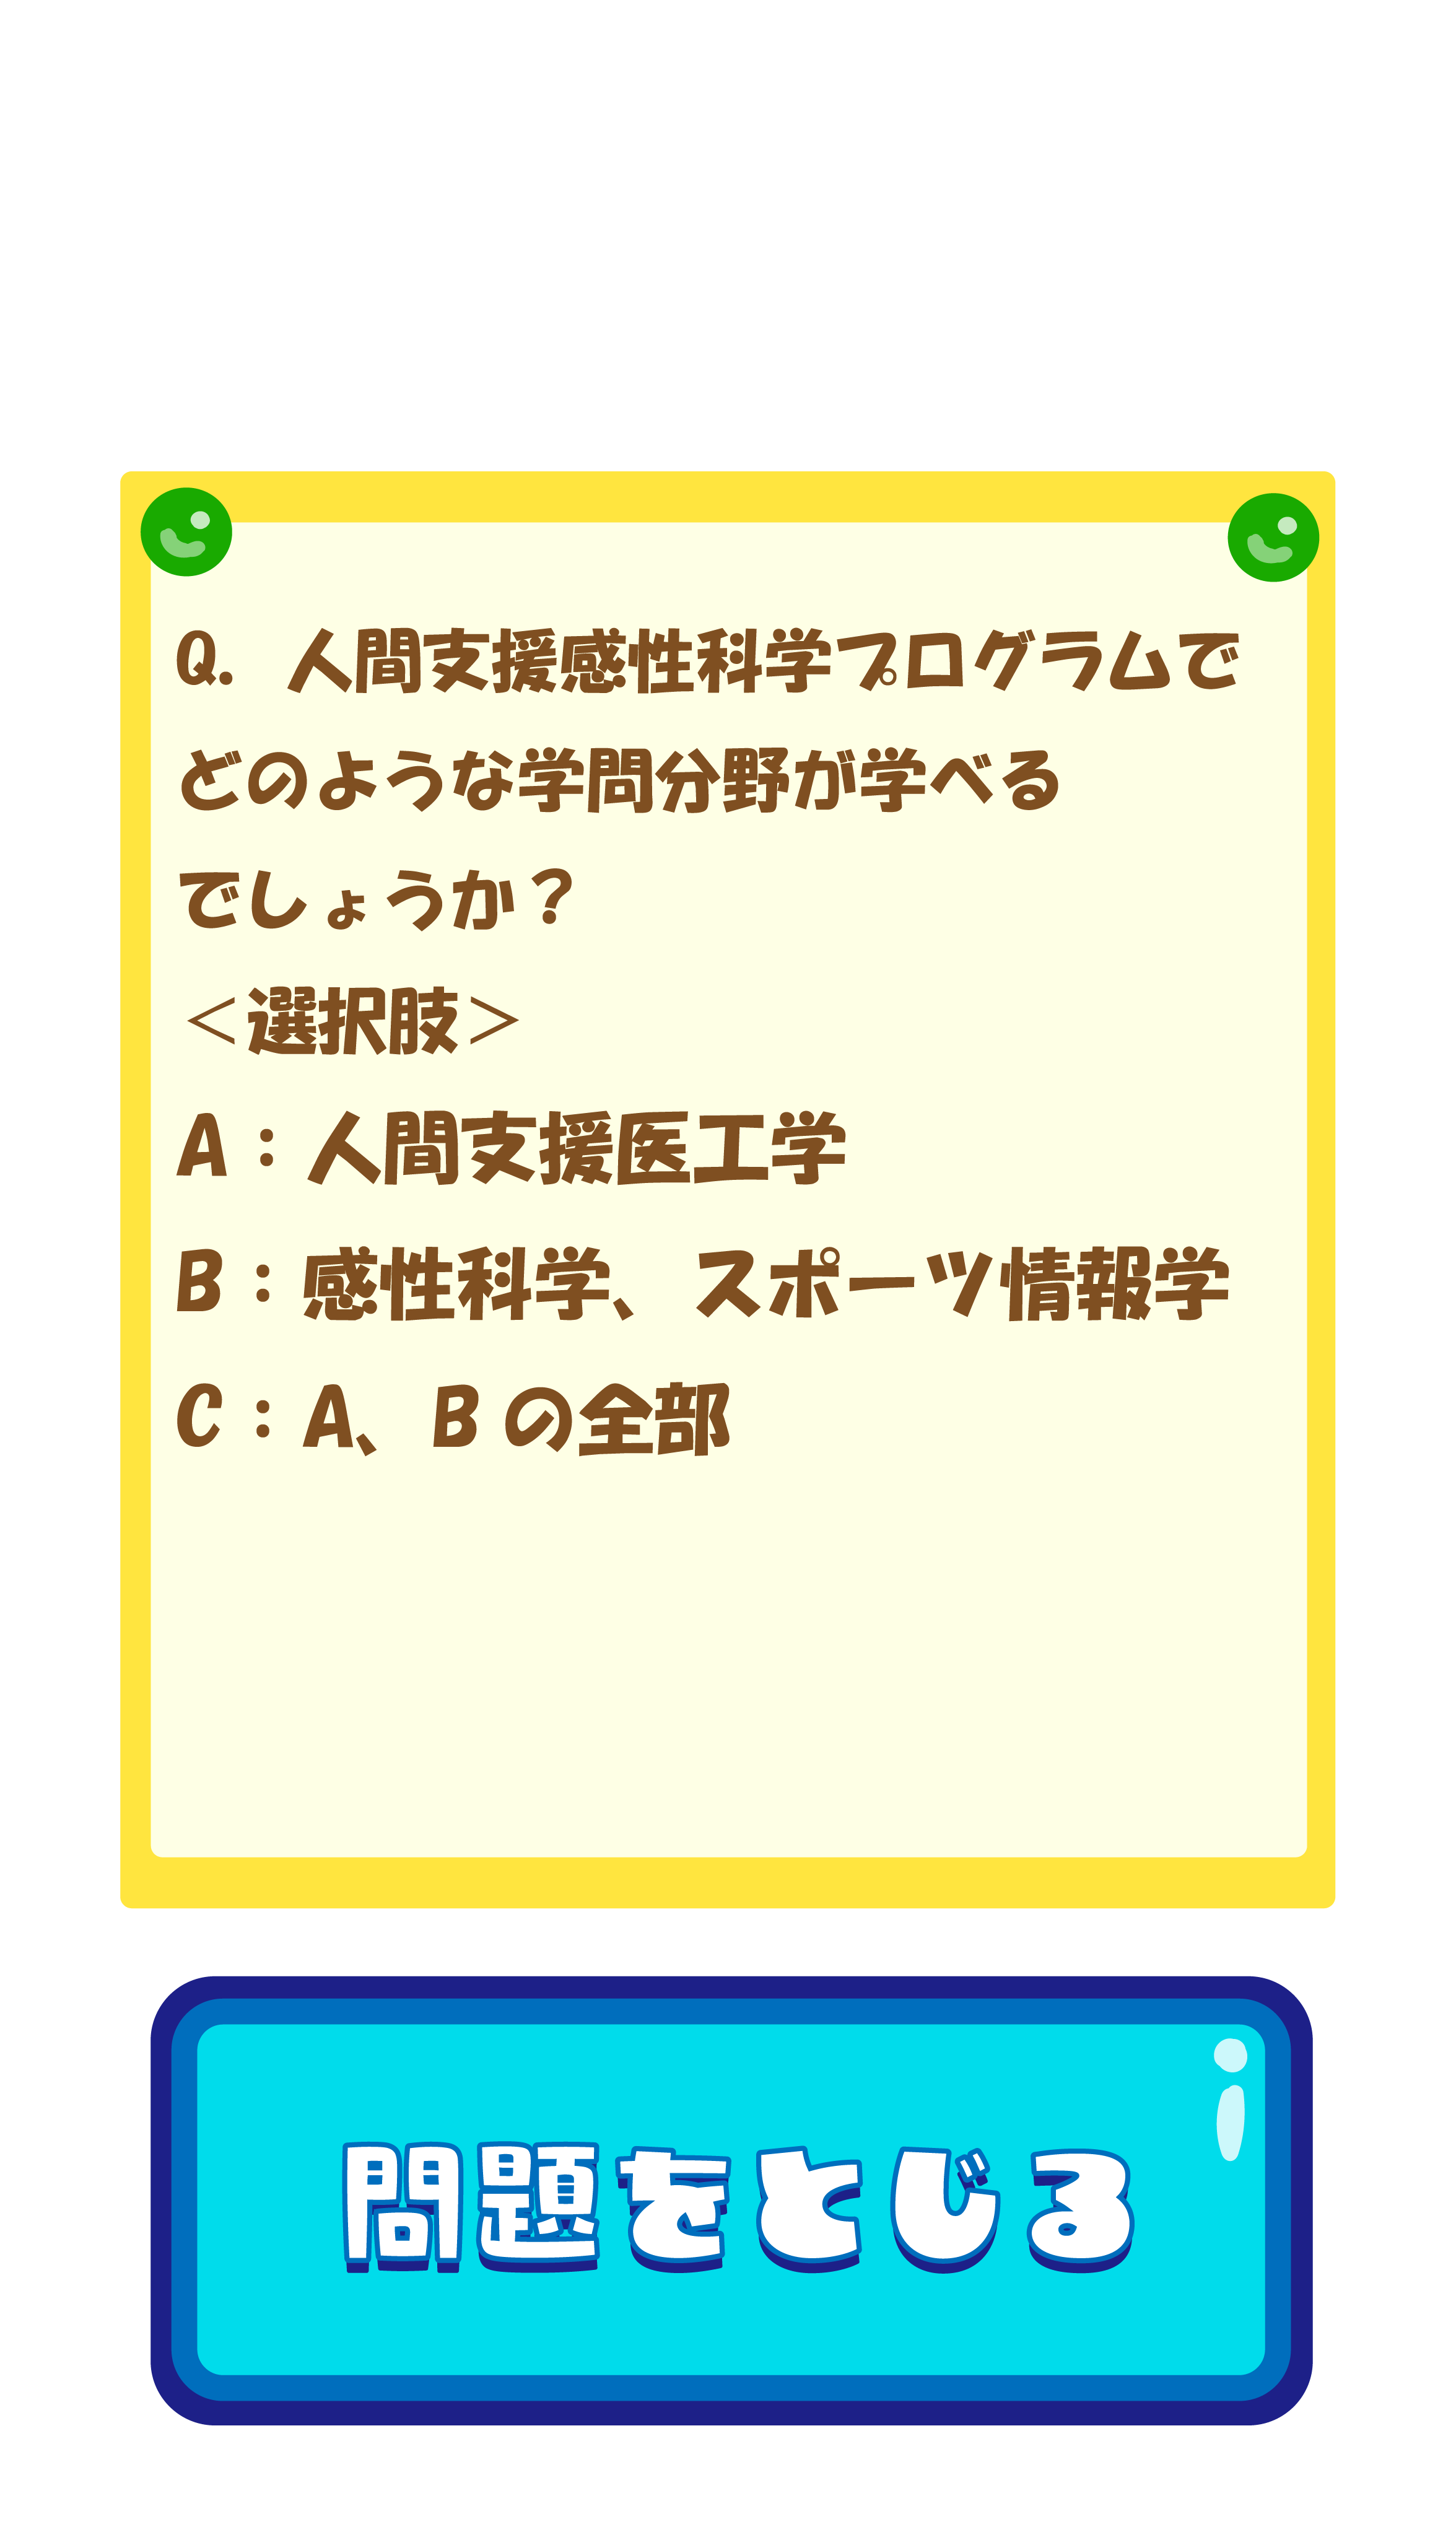 Q. 人間支援感性科学プログラムで
どのような学問分野が学べる
でしょうか？
＜選択肢＞
A：人間支援医工学
B：感性科学、スポーツ情報学
C：A、Bの全部
問題をとじる